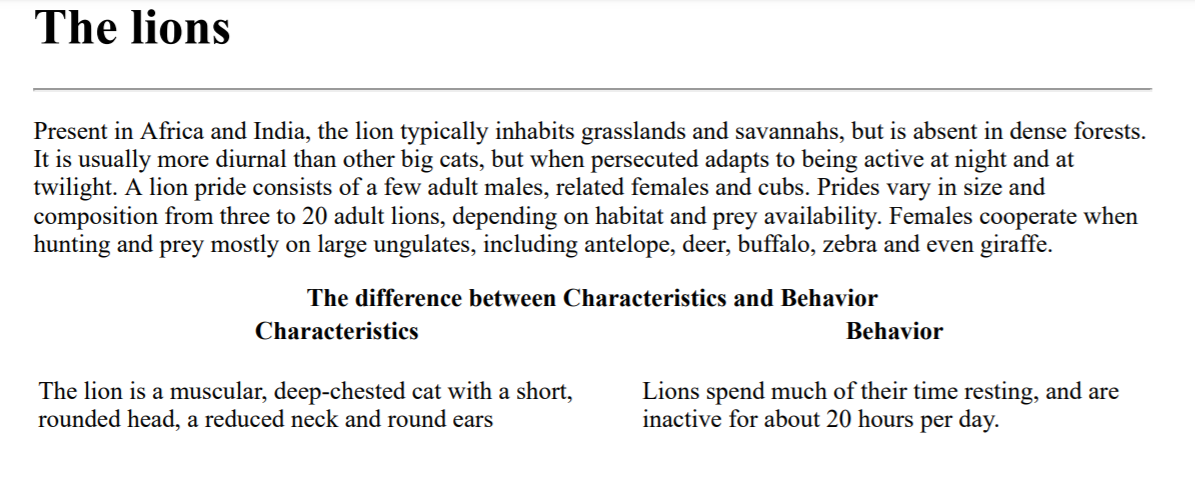 The lions
Present in Africa and India, the lion typically inhabits grasslands and savannahs, but is absent in dense forests.
It is usually more diurnal than other big cats, but when persecuted adapts to being active at night and at
twilight. A lion pride consists of a few adult males, related females and cubs. Prides vary in size and
composition from three to 20 adult lions, depending on habitat and prey availability. Females cooperate when
hunting and prey mostly on large ungulates, including antelope, deer, buffalo, zebra and even giraffe.
The difference between Characteristics and Behavior
Characteristics
Behavior
The lion is a muscular, deep-chested cat with a short,
rounded head, a reduced neck and round ears
Lions spend much of their time resting, and are
inactive for about 20 hours per day.